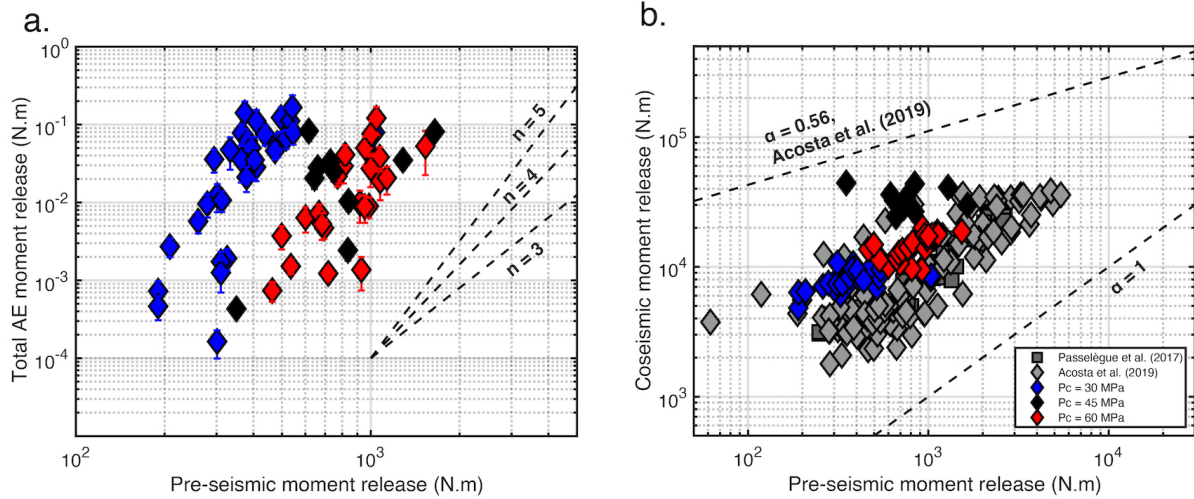 a.
Total AE moment release (N.m)
10^0
10^-1
10^-2
10^-3
10^-4
10^2
10^3
Pre-seismic moment release (N.m)
n = 5
n = 4
n = 3
b.
Coseismic moment release (N.m)
10^5
10^4
10^3
10^2
10^3
10^4
Pre-seismic moment release (N.m)
α = 0.56,
Acosta et al. (2019)
α = 1
Passelègue et al. (2017)
Acosta et al. (2019)
Pc = 30 MPa
Pc = 45 MPa
Pc = 60 MPa